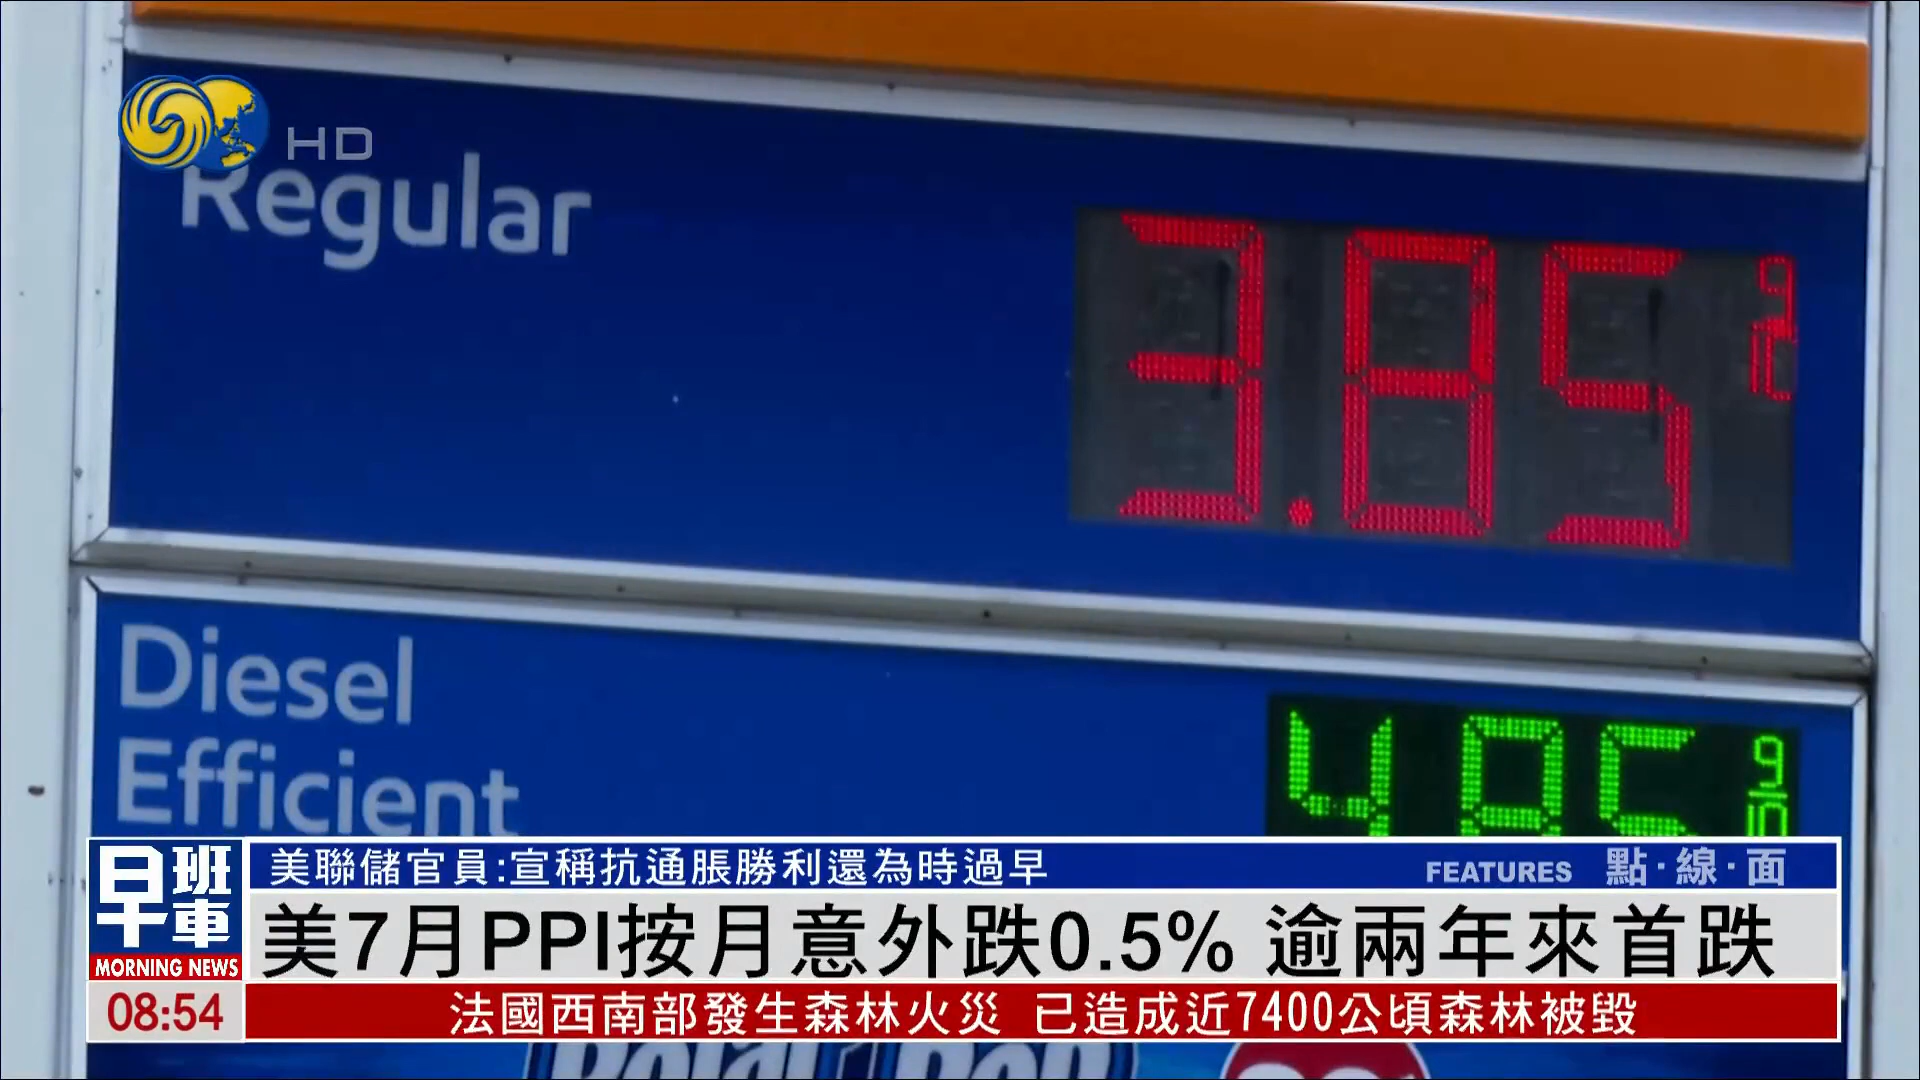 HD
Regular
3.85 9/10
Diesel
Efficient
4.85 9/10
早班車
MORNING NEWS
08:54
美聯儲官員:宣稱抗通脹勝利還為時過早
FEATURES 點·線·面
美7月PPI按月意外跌0.5% 逾兩年來首跌
法國西南部發生森林火災 已造成近7400公頃森林被毀
Polar Pop